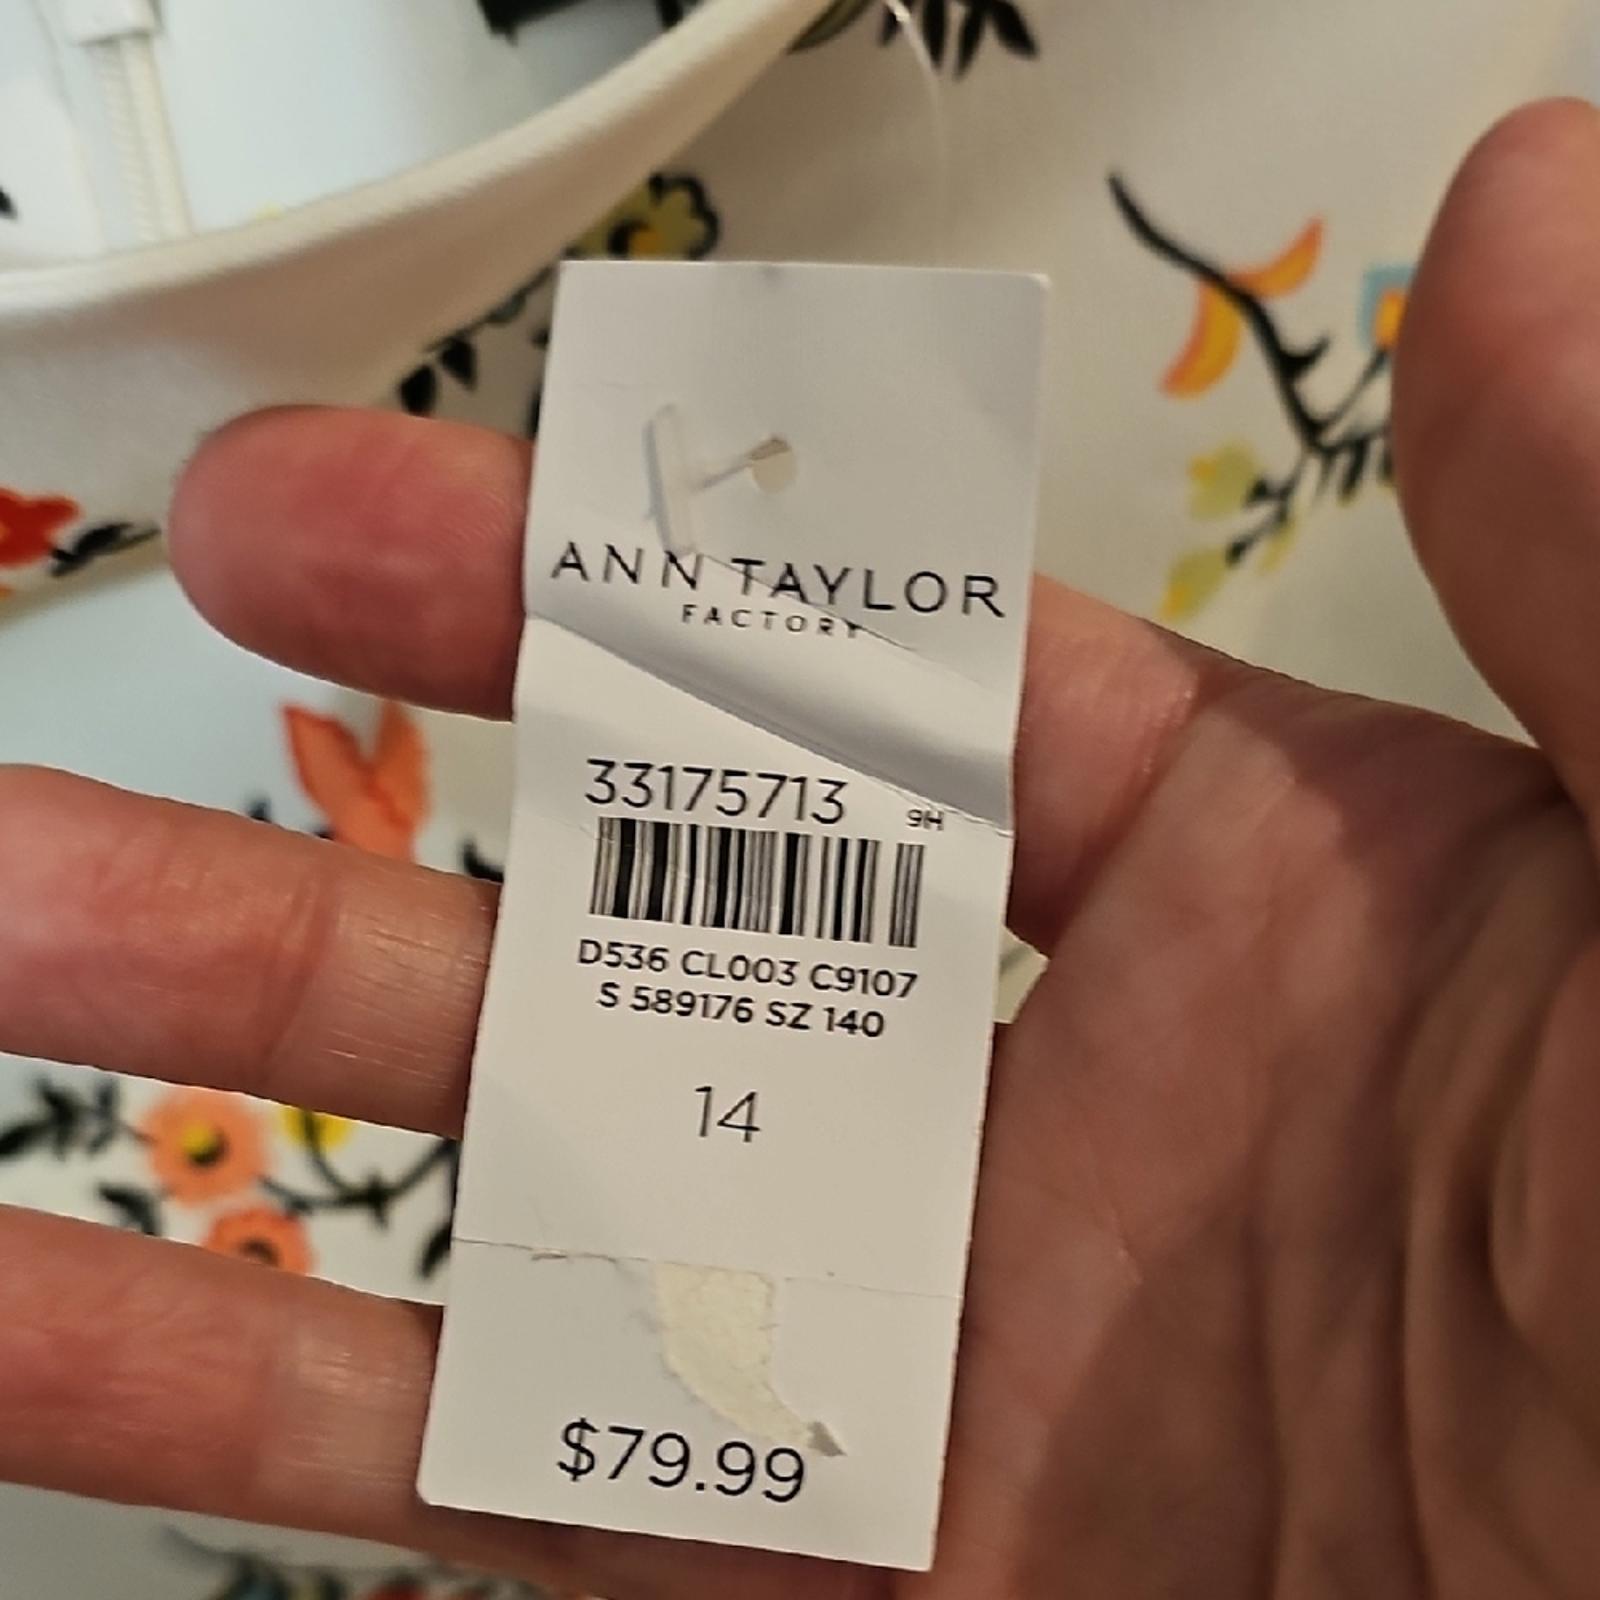 ANN TAYLOR
FACTORY
33175713 9H
D536 CL003 C9107
S 589176 SZ 140
14
$79.99